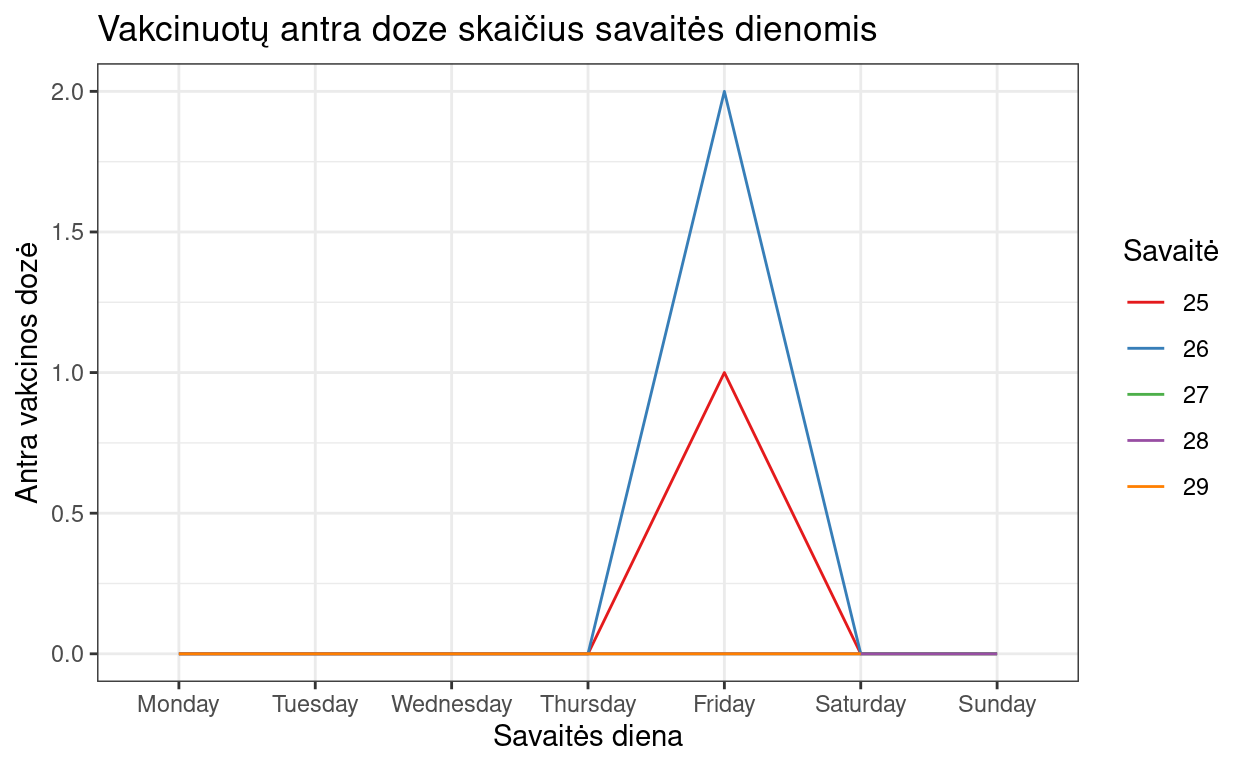 Vakcinuotų antra doze skaičius savaitės dienomis
Antra vakcinos dozė
2.0
1.5
1.0
0.5
0.0
Monday Tuesday Wednesday Thursday Friday Saturday Sunday
Savaitės diena
Savaitė
25
26
27
28
29